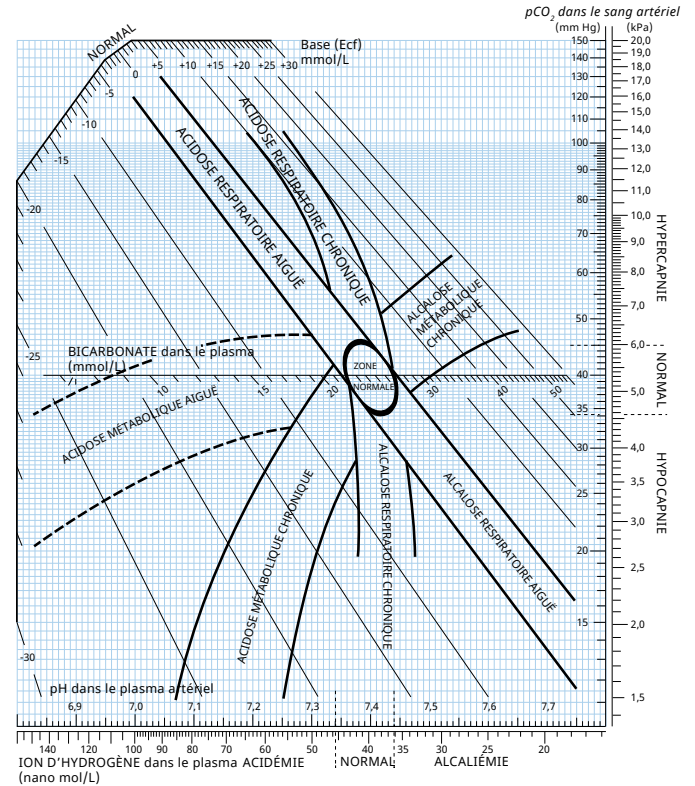 pCO2 dans le sang artériel
(mm Hg) (kPa)
NORMAL
Base (Ecf)
mmol/L
0 +5 +10 +15 +20 +25 +30
-5
-10
-15
-20
-25
-30
150
140
130
120
110
100
90
80
70
60
50
40
35
30
25
20
15
20,0
19,0
18,0
17,0
16,0
15,0
14,0
13,0
12,0
11,0
10,0
9,0
8,0
7,0
6,0
5,0
4,0
3,5
3,0
2,5
2,0
1,5
HYPERCAPNIE
NORMAL
HYPOCAPNIE
ACIDOSE RESPIRATOIRE AIGUË
ACIDOSE RESPIRATOIRE CHRONIQUE
ALCALOSE
MÉTABOLIQUE
CHRONIQUE
ZONE
NORMALE
BICARBONATE dans le plasma
(mmol/L)
10 15 20 30 40 50
ACIDOSE MÉTABOLIQUE AIGUË
ACIDOSE MÉTABOLIQUE CHRONIQUE
ALCALOSE RESPIRATOIRE CHRONIQUE
ALCALOSE RESPIRATOIRE AIGUË
pH dans le plasma artériel
6,9 7,0 7,1 7,2 7,3 7,4 7,5 7,6 7,7
140 120 100 90 80 70 60 50 40 35 30 20
ION D’HYDROGÈNE dans le plasma ACIDÉMIE NORMAL ALCALIÉMIE
(nano mol/L)